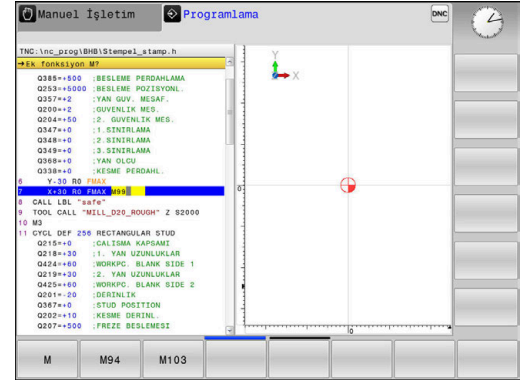 Manuel İşletim
Programlama
DNC
TNC:\nc_prog\BHB\Stempel_stamp.h
→Ek fonksiyon M?
Q385=+500 ;BESLEME PERDAHLAMA
Q253=+5000 ;BESLEME POZISYONL.
Q357=+2 ;YAN GUV. MESAF.
Q200=+2 ;GUVENLIK MES.
Q204=+50 ;2. GUVENLIK MES.
Q347=+0 ;1.SINIRLAMA
Q348=+0 ;2.SINIRLAMA
Q349=+0 ;3.SINIRLAMA
Q368=+0 ;YAN OLCU
Q338=+0 ;KESME PERDAHL.
6 Y-30 R0 FMAX
7 X+30 R0 FMAX M99
8 CALL LBL "safe"
9 TOOL CALL "MILL_D20_ROUGH" Z S2000
10 M3
11 CYCL DEF 256 RECTANGULAR STUD
Q215=+0 ;CALISMA KAPSAMI
Q218=+30 ;1. YAN UZUNLUKLAR
Q424=+60 ;WORKPC. BLANK SIDE 1
Q219=+30 ;2. YAN UZUNLUKLAR
Q425=+60 ;WORKPC. BLANK SIDE 2
Q201=-20 ;DERINLIK
Q367=+0 ;STUD POSITION
Q202=+10 ;KESME DERINL.
Q207=+500 ;FREZE BESLEMESI
Y
X
0
0
M
M94
M103